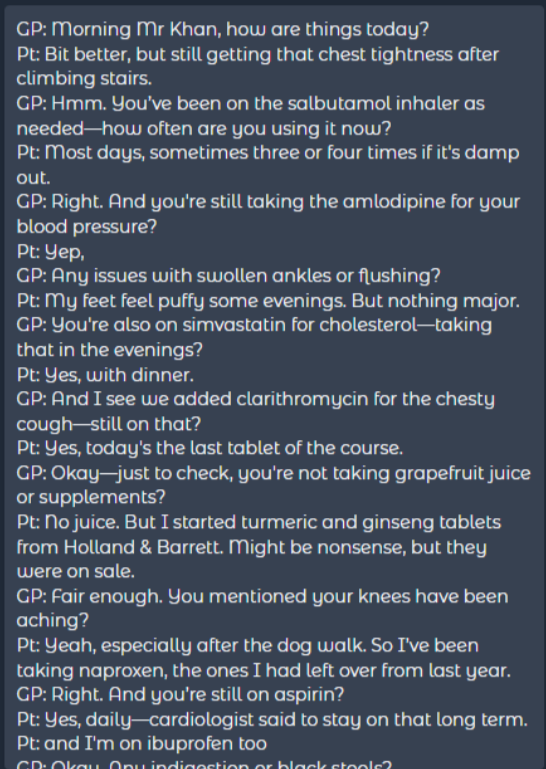 GP: Morning Mr Khan, how are things today?
Pt: Bit better, but still getting that chest tightness after
climbing stairs.
GP: Hmm. You've been on the salbutamol inhaler as
needed—how often are you using it now?
Pt: Most days, sometimes three or four times if it's damp
out.
GP: Right. And you're still taking the amlodipine for your
blood pressure?
Pt: Yep,
GP: Any issues with swollen ankles or flushing?
Pt: My feet feel puffy some evenings. But nothing major.
GP: You're also on simvastatin for cholesterol—taking
that in the evenings?
Pt: Yes, with dinner.
GP: And I see we added clarithromycin for the chesty
cough—still on that?
Pt: Yes, today's the last tablet of the course.
GP: Okay—just to check, you're not taking grapefruit juice
or supplements?
Pt: No juice. But I started turmeric and ginseng tablets
from Holland & Barrett. Might be nonsense, but they
were on sale.
GP: Fair enough. You mentioned your knees have been
aching?
Pt: Yeah, especially after the dog walk. So I've been
taking naproxen, the ones I had left over from last year.
GP: Right. And you're still on aspirin?
Pt: Yes, daily—cardiologist said to stay on that long term.
Pt: and I'm on ibuprofen too
GP: Okay. Any indigestion or black stools?